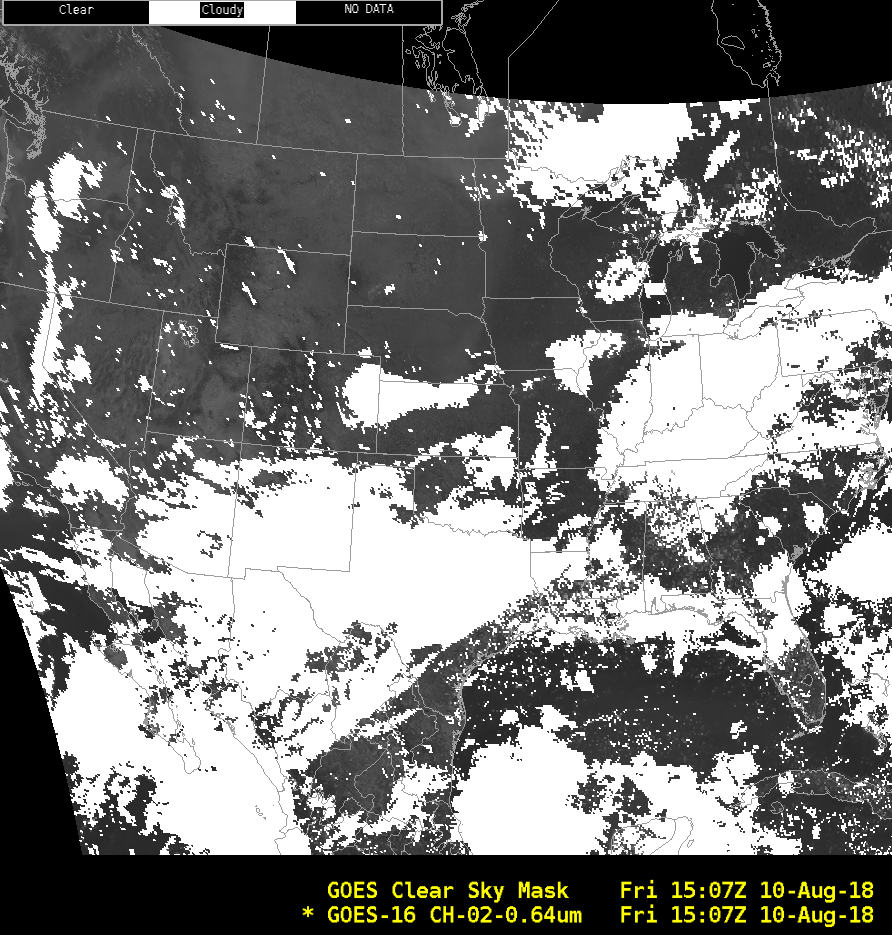 Clear Cloudy NO DATA
GOES Clear Sky Mask Fri 15:07Z 10-Aug-18
* GOES-16 CH-02-0.64um Fri 15:07Z 10-Aug-18